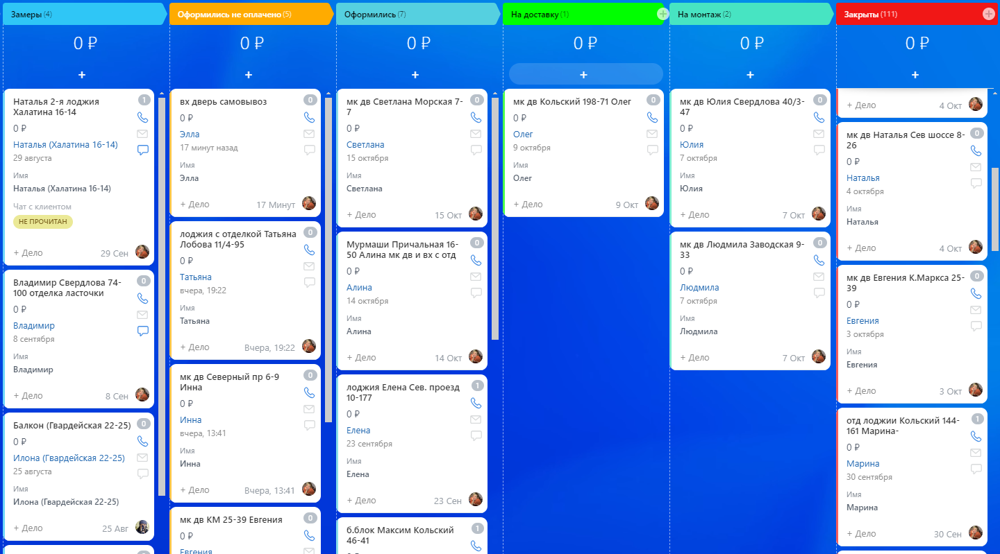 Замеры (4)
0 ₽
+
Наталья 2-я лоджия
Халатина 16-14
1
0 ₽
Наталья (Халатина 16-14)
29 августа
Имя
Наталья (Халатина 16-14)
Чат с клиентом
НЕ ПРОЧИТАН
+ Дело
29 Сен
Владимир Свердлова 74-
100 отделка ласточки
0
0 ₽
Владимир
8 сентября
Имя
Владимир
+ Дело
8 Сен
Балкон (Гвардейская 22-25)
0
0 ₽
Илона (Гвардейская 22-25)
25 августа
Имя
Илона (Гвардейская 22-25)
+ Дело
25 Авг
Оформились не оплачено (5)
0 ₽
+
вх дверь самовывоз
0
0 ₽
Элла
17 минут назад
Имя
Элла
+ Дело
17 Минут
лоджия с отделкой Татьяна
Лобова 11/4-95
0
0 ₽
Татьяна
вчера, 19:22
Имя
Татьяна
+ Дело
Вчера, 19:22
мк дв Северный пр 6-9
Инна
0
0 ₽
Инна
вчера, 13:41
Имя
Инна
+ Дело
Вчера, 13:41
мк дв КМ 25-39 Евгения
0
0 ₽
Евгения
Оформились (7)
0 ₽
+
мк дв Светлана Морская 7-
7
0
0 ₽
Светлана
15 октября
Имя
Светлана
+ Дело
15 Окт
Мурмаши Причальная 16-
50 Алина мк дв и вх с отд
0
0 ₽
Алина
14 октября
Имя
Алина
+ Дело
14 Окт
лоджия Елена Сев. проезд
10-177
1
0 ₽
Елена
23 сентября
Имя
Елена
+ Дело
23 Сен
б.блок Максим Кольский
46-41
1
На доставку (1)
+
0 ₽
+
мк дв Кольский 198-71 Олег
0
0 ₽
Олег
9 октября
Имя
Олег
+ Дело
9 Окт
На монтаж (2)
0 ₽
+
мк дв Юлия Свердлова 40/3-
47
0
0 ₽
Юлия
7 октября
Имя
Юлия
+ Дело
7 Окт
мк дв Людмила Заводская 9-
33
0
0 ₽
Людмила
7 октября
Имя
Людмила
+ Дело
7 Окт
Закрыты (111)
+
0 ₽
+
+ Дело
4 Окт
мк дв Наталья Сев шоссе 8-
26
0
0 ₽
Наталья
4 октября
Имя
Наталья
+ Дело
4 Окт
мк дв Евгения К.Маркса 25-
39
0
0 ₽
Евгения
3 октября
Имя
Евгения
+ Дело
3 Окт
отд лоджии Кольский 144-
161 Марина-
1
0 ₽
Марина
30 сентября
Имя
Марина
+ Дело
30 Сен